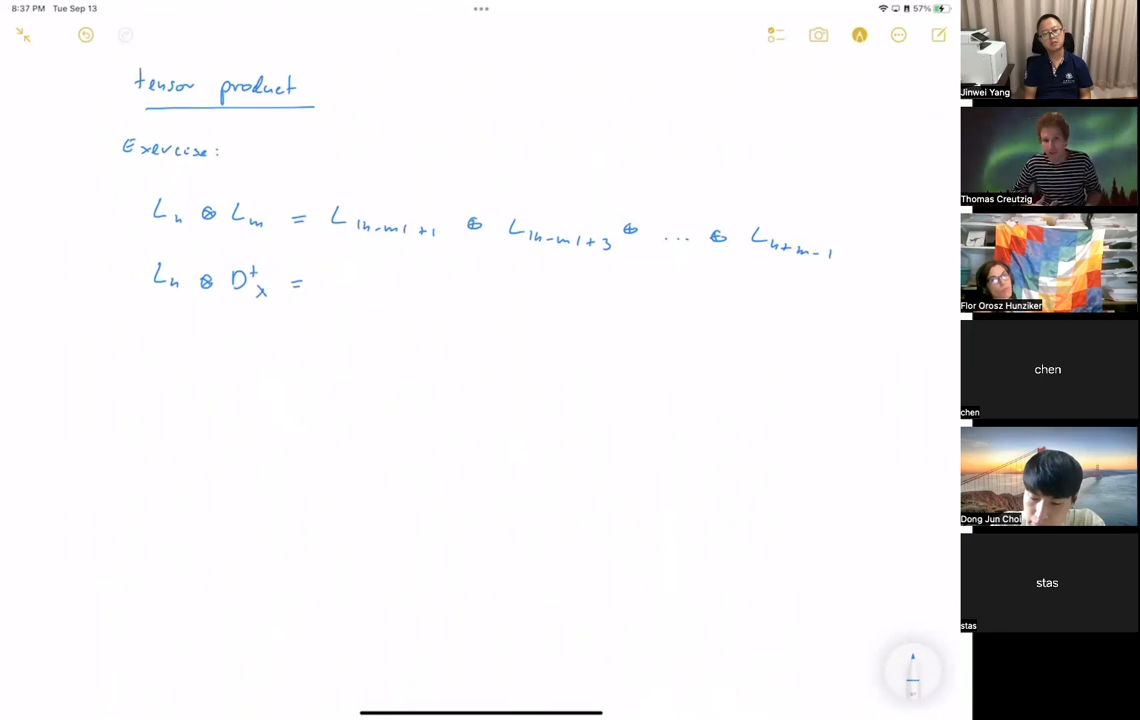 8:37 PM Tue Sep 13
57%
tensor product
Exercise:
L_n ⊗ L_m = L_{|n-m|+1} ⊕ L_{|n-m|+3} ⊕ ... ⊕ L_{n+m-1}
L_n ⊗ D^+_λ =
Jinwei Yang
Thomas Creutzig
Flor Orosz Hunziker
chen
chen
Dong Jun Choi
stas
stas